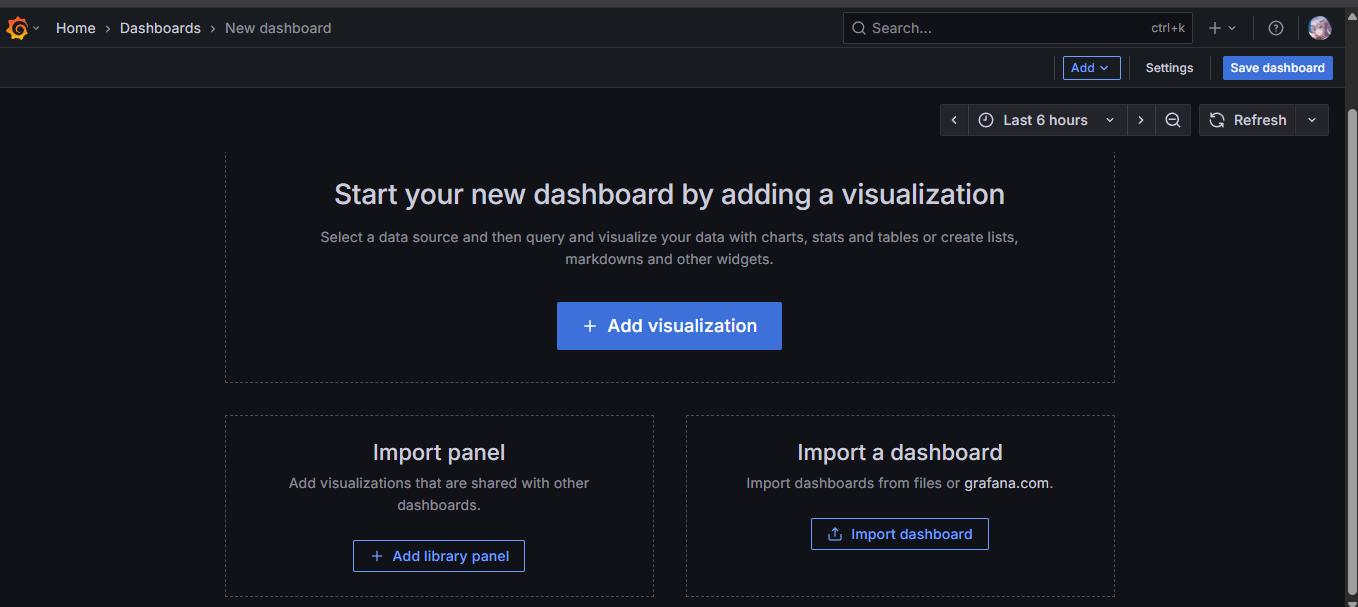 Home › Dashboards › New dashboard
Search... ctrl+k
Add
Settings
Save dashboard
Last 6 hours
Refresh
Start your new dashboard by adding a visualization
Select a data source and then query and visualize your data with charts, stats and tables or create lists,
markdowns and other widgets.
+ Add visualization
Import panel
Add visualizations that are shared with other
dashboards.
+ Add library panel
Import a dashboard
Import dashboards from files or grafana.com.
Import dashboard